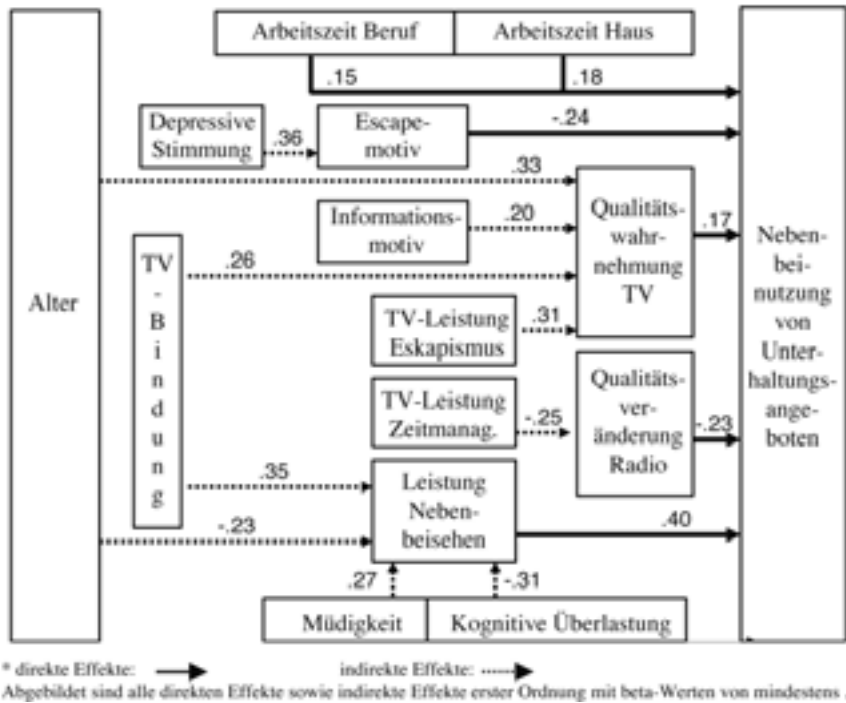 Arbeitszeit Beruf
Arbeitszeit Haus
.15
.18
Depressive
Stimmung
.36
Escape-
motiv
-.24
.33
Informations-
motiv
.20
Qualitäts-
wahr-
nehmung
TV
.17
Neben-
bei-
nutzung
von
Unter-
haltungs-
ange-
boten
Alter
TV
-
B
i
n
d
u
n
g
.26
TV-Leistung
Eskapismus
.31
TV-Leistung
Zeitmanag.
-.25
Qualitäts-
ver-
änderung
Radio
-.23
.35
-.23
Leistung
Neben-
beisehen
.40
.27
-.31
Müdigkeit
Kognitive Überlastung
* direkte Effekte:
indirekte Effekte:
Abgebildet sind alle direkten Effekte sowie indirekte Effekte erster Ordnung mit beta-Werten von mindestens .